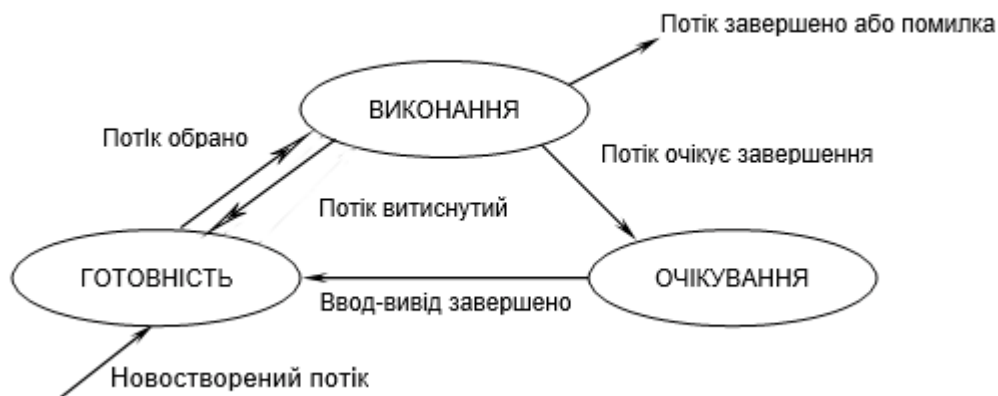 Потік завершено або помилка
ВИКОНАННЯ
Потік обрано
Потік очікує завершення
Потік витиснутий
ГОТОВНІСТЬ
ОЧІКУВАННЯ
Ввод-вивід завершено
Новостворений потік